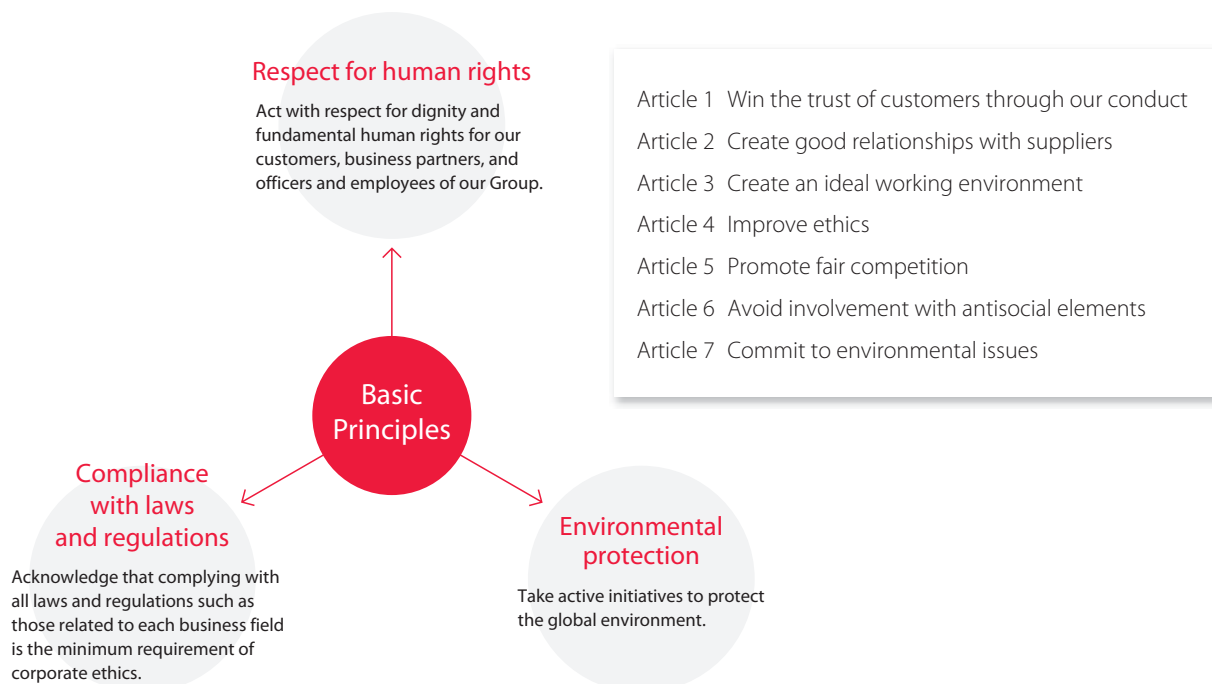 Respect for human rights
Act with respect for dignity and
fundamental human rights for our
customers, business partners, and
officers and employees of our Group.
Article 1 Win the trust of customers through our conduct
Article 2 Create good relationships with suppliers
Article 3 Create an ideal working environment
Article 4 Improve ethics
Article 5 Promote fair competition
Article 6 Avoid involvement with antisocial elements
Article 7 Commit to environmental issues
Basic
Principles
Compliance
with laws
and regulations
Acknowledge that complying with
all laws and regulations such as
those related to each business field
is the minimum requirement of
corporate ethics.
Environmental
protection
Take active initiatives to protect
the global environment.